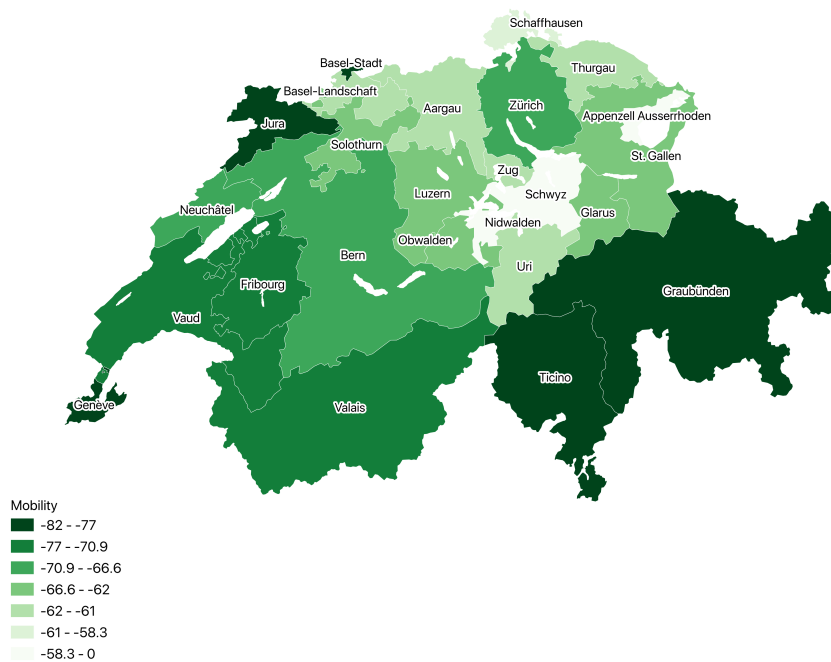 Schaffhausen
Basel-Stadt
Thurgau
Basel-Landschaft
Aargau
Zürich
Appenzell Ausserrhoden
Jura
Solothurn
St. Gallen
Zug
Luzern
Schwyz
Neuchâtel
Glarus
Nidwalden
Obwalden
Bern
Uri
Fribourg
Graubünden
Vaud
Ticino
Genève
Valais
Mobility
-82 - -77
-77 - -70.9
-70.9 - -66.6
-66.6 - -62
-62 - -61
-61 - -58.3
-58.3 - 0